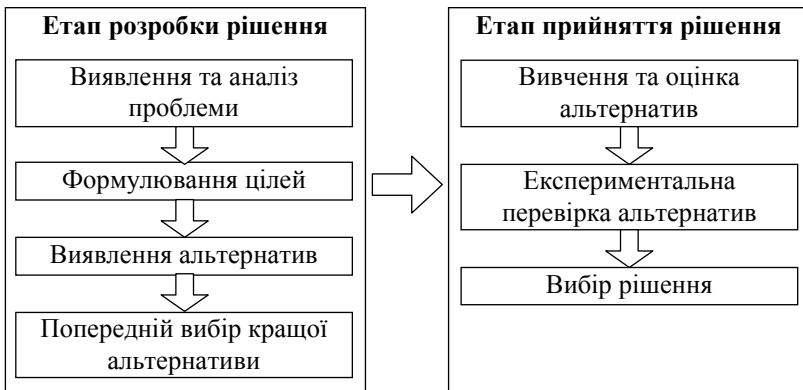 Етап розробки рішення
Виявлення та аналіз
проблеми
Формулювання цілей
Виявлення альтернатив
Попередній вибір кращої
альтернативи
Етап прийняття рішення
Вивчення та оцінка
альтернатив
Експериментальна
перевірка альтернатив
Вибір рішення